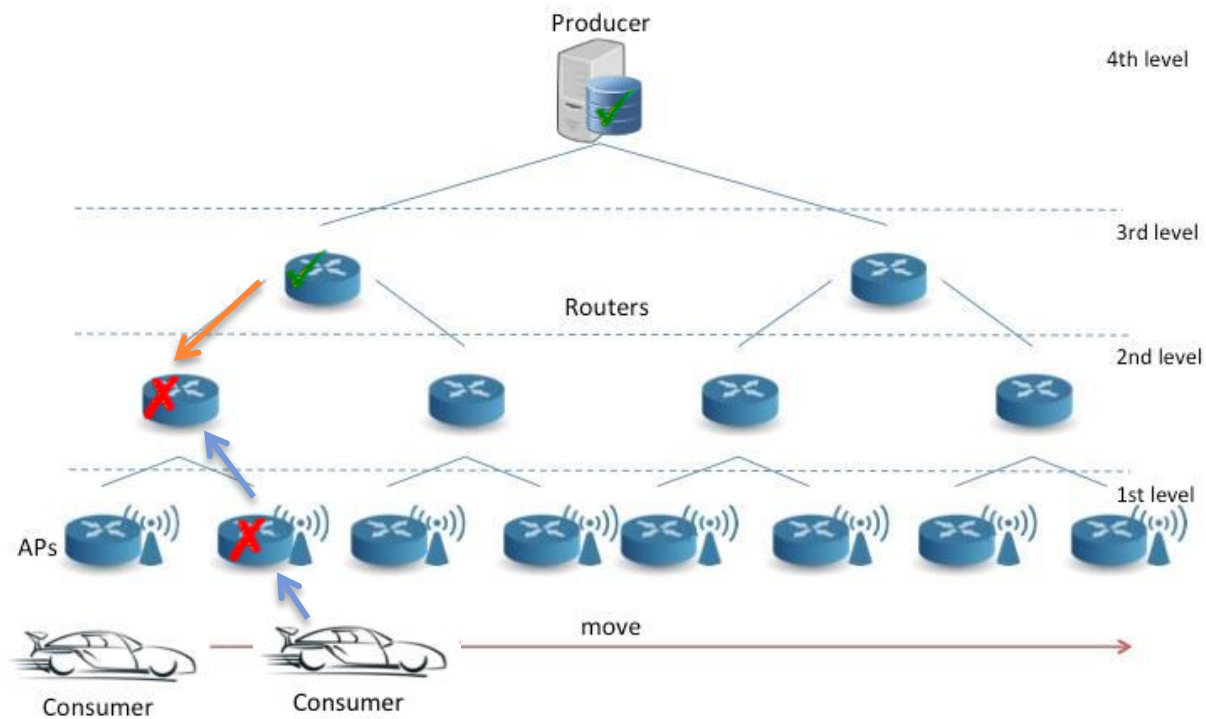 Producer
4th level
3rd level
Routers
2nd level
1st level
APs
move
Consumer
Consumer